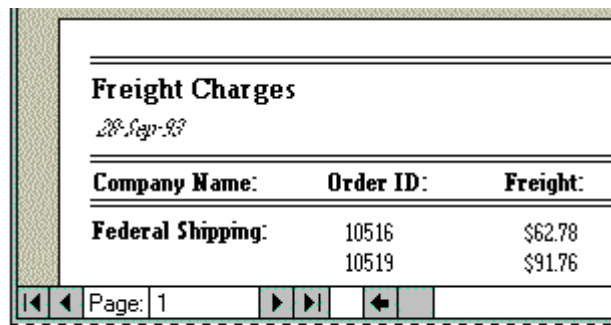 Freight Charges
28-Sep-93
Company Name: Order ID: Freight:
Federal Shipping: 10516 $62.78
10519 $91.76
Page: 1